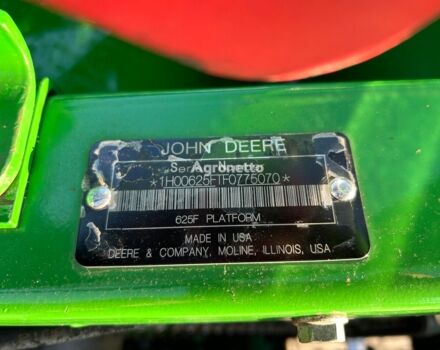 JOHN DEERE
Agronetto
*1H00625FTF0775070*
625F PLATFORM
MADE IN USA
DEERE & COMPANY, MOLINE, ILLINOIS, USA